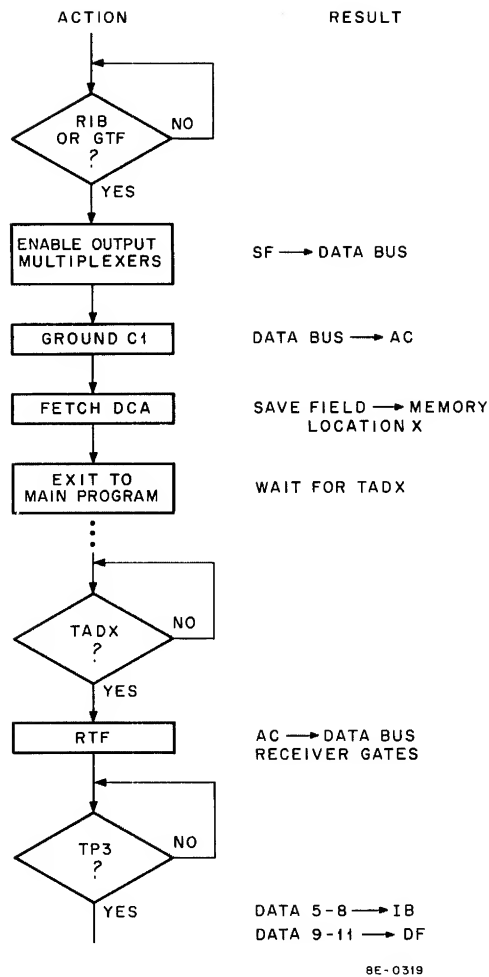 ACTION RESULT
RIB
OR GTF
?
NO
YES
ENABLE OUTPUT
MULTIPLEXERS
SF → DATA BUS
GROUND C1
DATA BUS → AC
FETCH DCA
SAVE FIELD → MEMORY
LOCATION X
EXIT TO
MAIN PROGRAM
WAIT FOR TADX
TADX
?
NO
YES
RTF
AC → DATA BUS
RECEIVER GATES
TP3
?
NO
YES
DATA 5-8 → IB
DATA 9-11 → DF
8E-0319